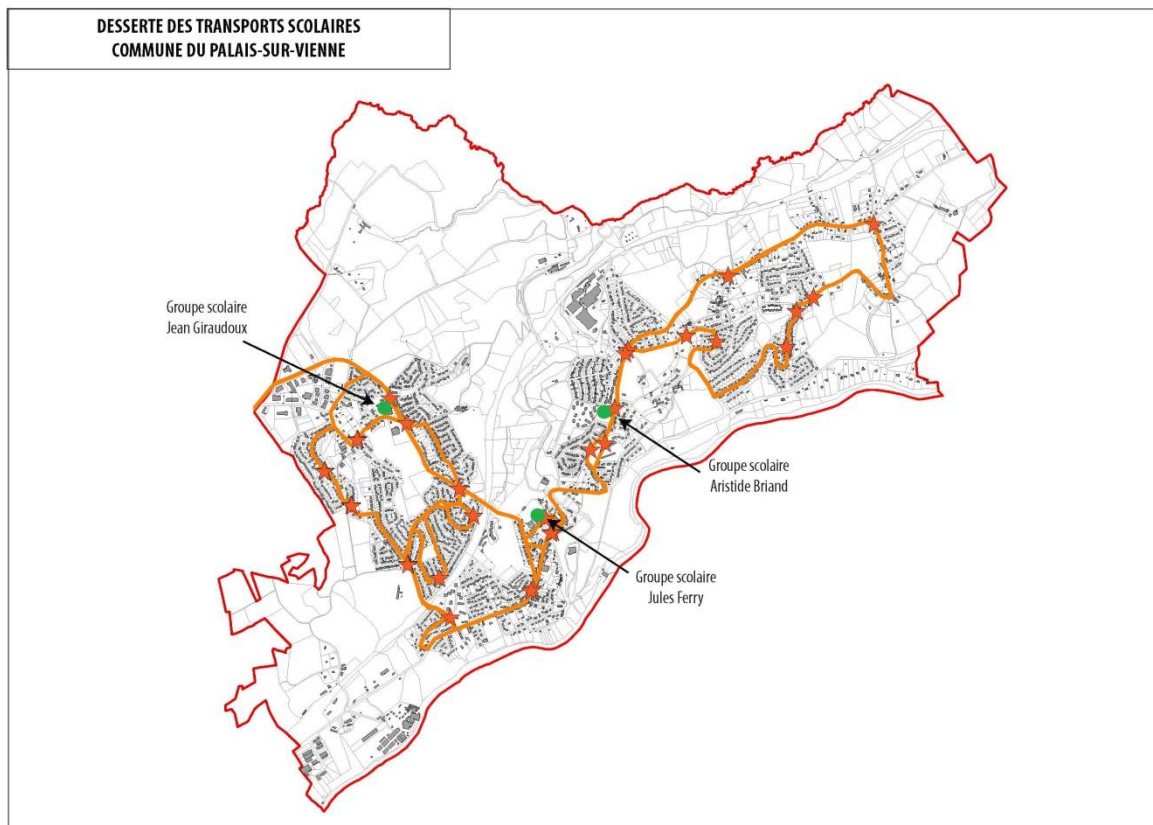 DESSERTE DES TRANSPORTS SCOLAIRES
COMMUNE DU PALAIS-SUR-VIENNE
Groupe scolaire
Jean Giraudoux
Groupe scolaire
Aristide Briand
Groupe scolaire
Jules Ferry